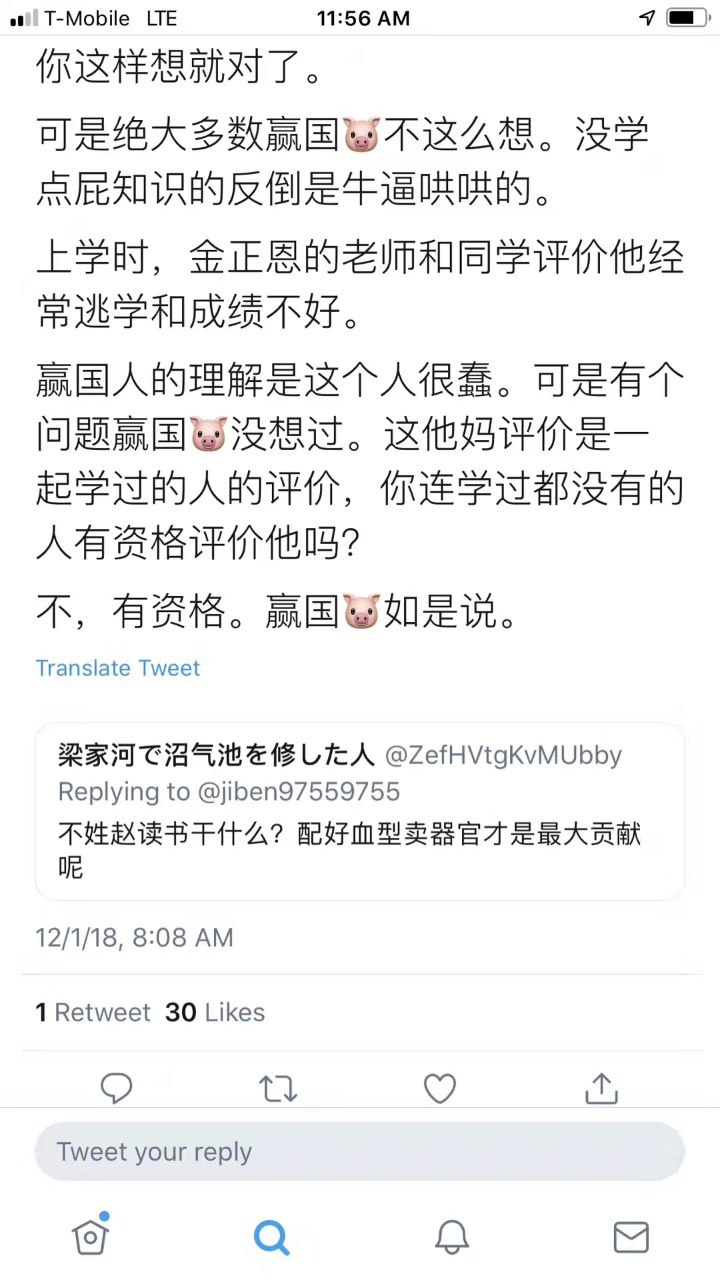 T-Mobile LTE 11:56 AM
你这样想就对了。
可是绝大多数赢国🐷不这么想。没学
点屁知识的反倒是牛逼哄哄的。
上学时，金正恩的老师和同学评价他经
常逃学和成绩不好。
赢国人的理解是这个人很蠢。可是有个
问题赢国🐷没想过。这他妈评价是一
起学过的人的评价，你连学过都没有的
人有资格评价他吗？
不，有资格。赢国🐷如是说。
Translate Tweet
梁家河で沼气池を修した人 @ZefHVtgKvMUbby
Replying to @jiben97559755
不姓赵读书干什么？配好血型卖器官才是最大贡献
呢
12/1/18, 8:08 AM
1 Retweet 30 Likes
Tweet your reply